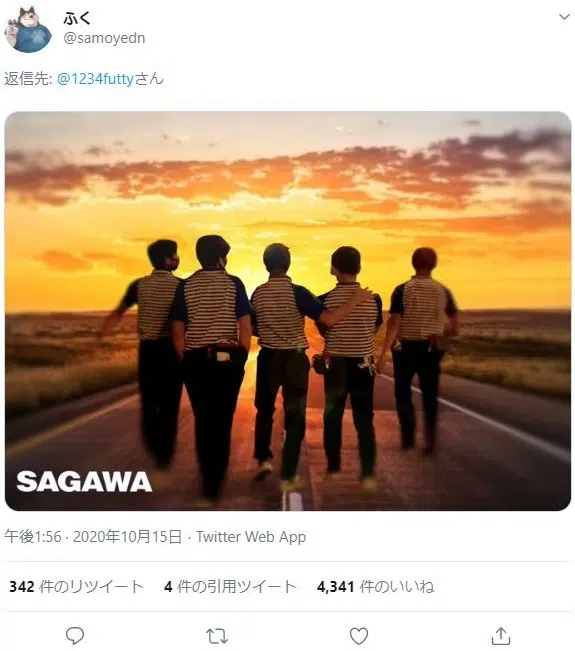 ふく
@samoyedn
返信先: @1234futtyさん
SAGAWA
午後1:56 · 2020年10月15日 · Twitter Web App
342 件のリツイート 4 件の引用ツイート 4,341 件のいいね